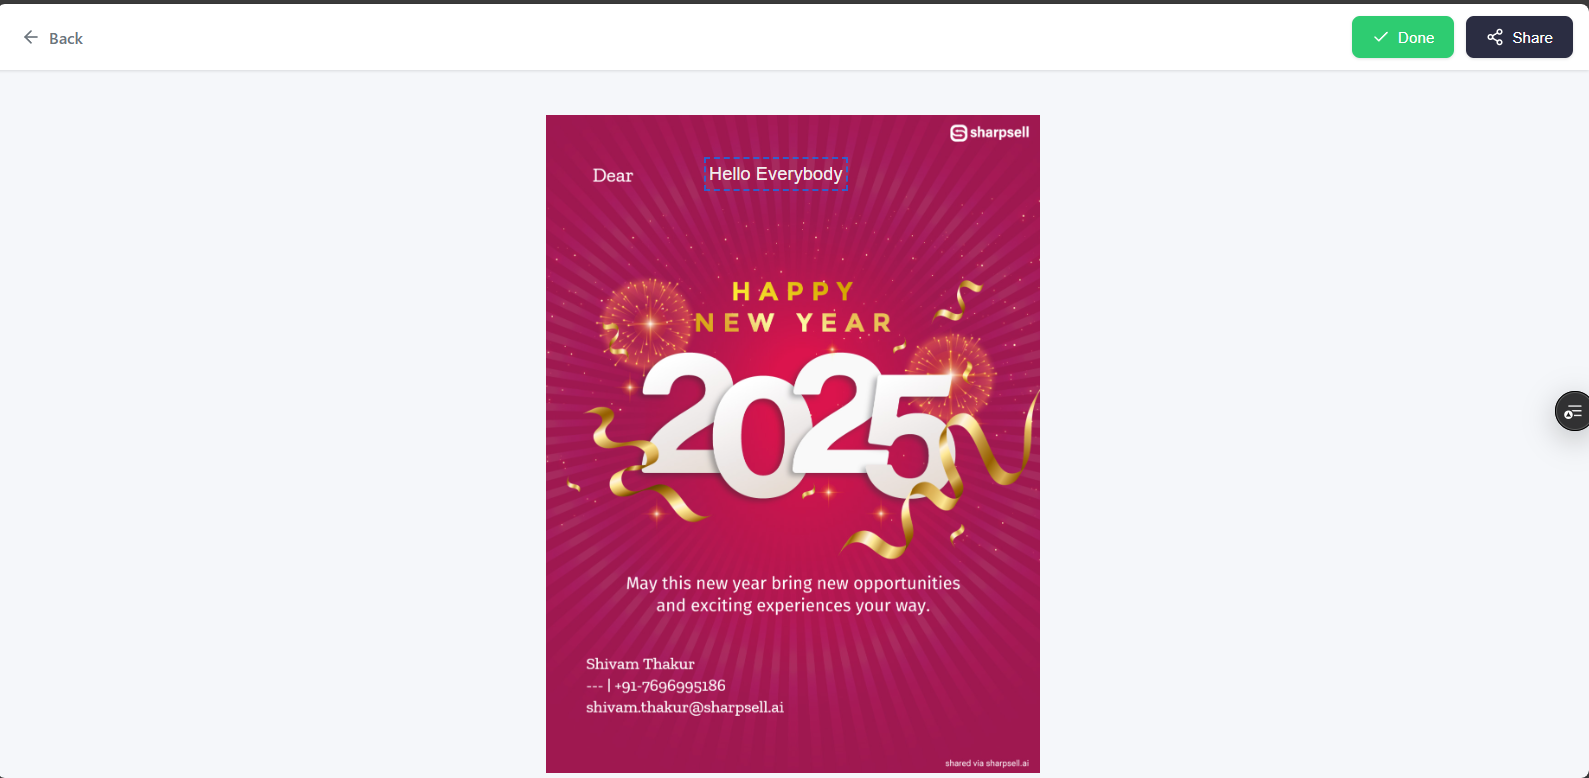 Back
Done
Share
sharpsell
Dear Hello Everybody
HAPPY
NEW YEAR
2025
May this new year bring new opportunities
and exciting experiences your way.
Shivam Thakur
--- | +91-7696995186
shivam.thakur@sharpsell.ai
shared via sharpsell.ai